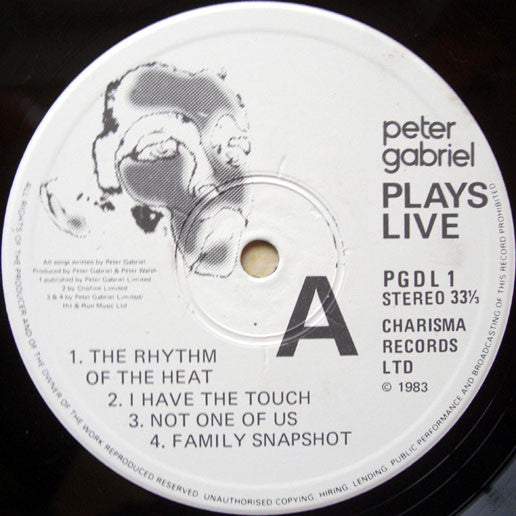 peter
gabriel
PLAYS
LIVE
All songs written by Peter Gabriel
Produced by Peter Gabriel & Peter Walsh
1 published by Peter Gabriel Limited
2 by Cliofine Limited
3 & 4 by Peter Gabriel Limited/
Hit & Run Music Ltd
A
PGDL 1
STEREO 33⅓
CHARISMA
RECORDS
LTD
© 1983
1. THE RHYTHM
OF THE HEAT
2. I HAVE THE TOUCH
3. NOT ONE OF US
4. FAMILY SNAPSHOT
ALL RIGHTS OF THE PRODUCER AND OF THE OWNER OF THE WORK REPRODUCED RESERVED. UNAUTHORISED COPYING, HIRING, LENDING, PUBLIC PERFORMANCE AND BROADCASTING OF THIS RECORD PROHIBITED